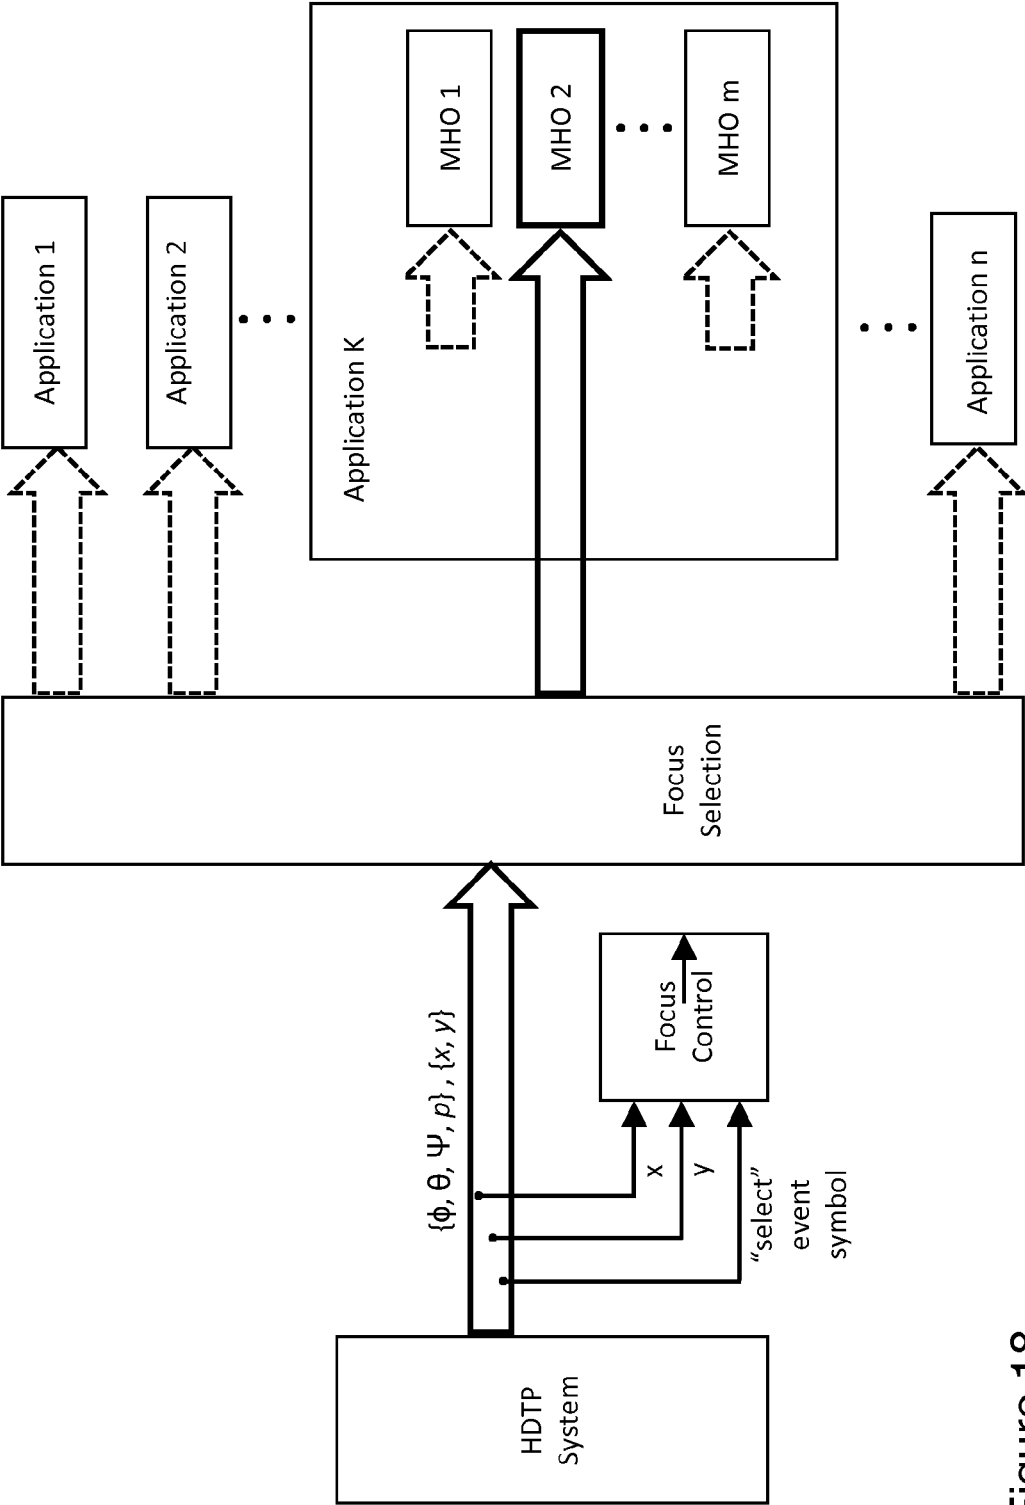 HDTP
System
{ϕ, θ, Ψ, p} , {x, y}
x
y
“select”
event
symbol
Focus
Control
Focus
Selection
Application 1
Application 2
• • •
Application K
MHO 1
MHO 2
• • •
MHO m
• • •
Application n
igure 18